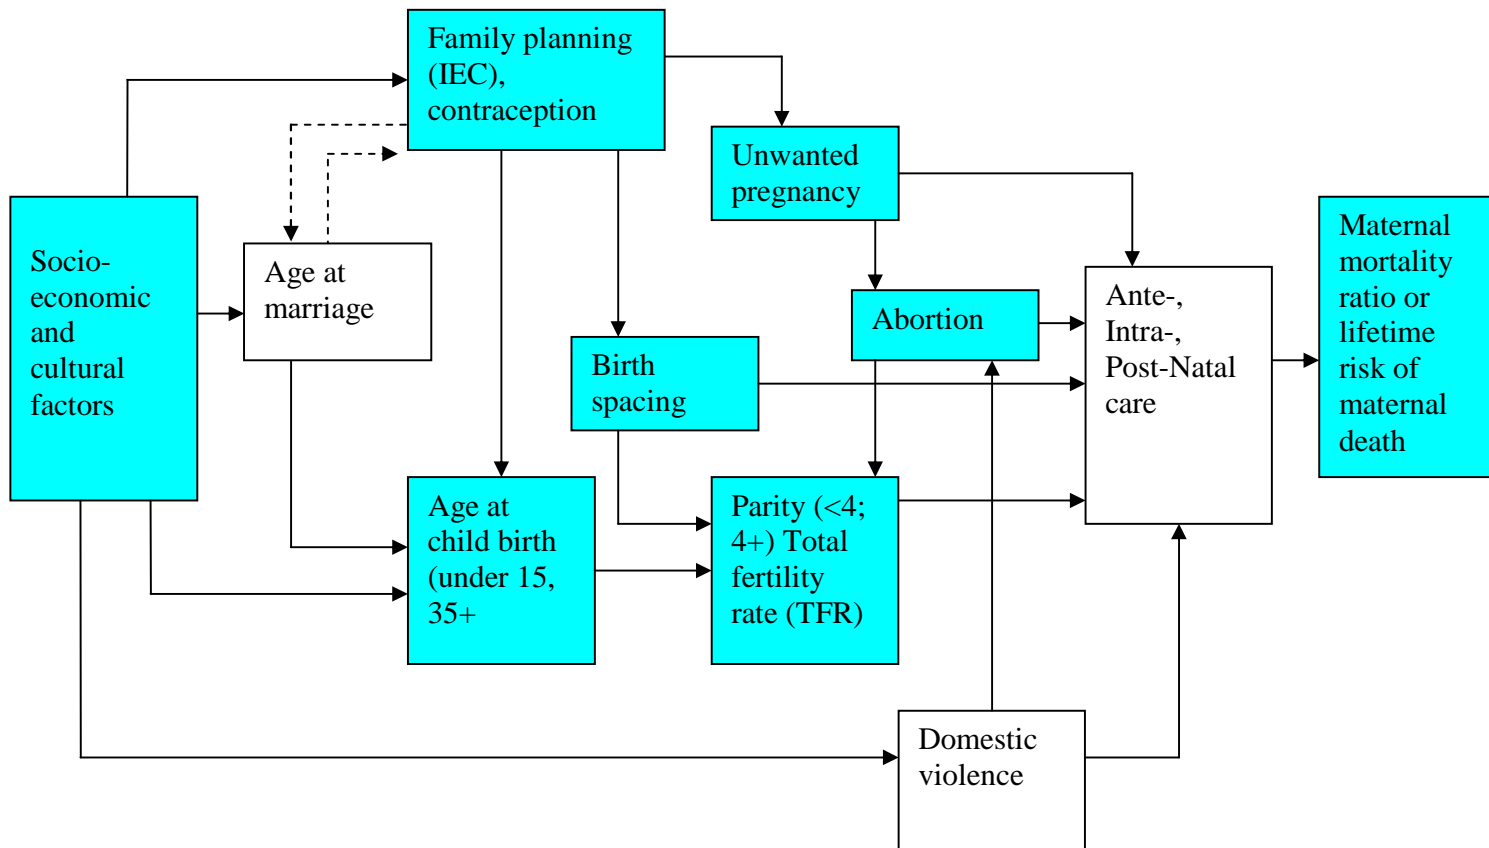 Family planning
(IEC),
contraception
Unwanted
pregnancy
Socio-
economic
and
cultural
factors
Age at
marriage
Maternal
mortality
ratio or
lifetime
risk of
maternal
death
Ante-,
Intra-,
Post-Natal
care
Abortion
Birth
spacing
Age at
child birth
(under 15,
35+
Parity (<4;
4+) Total
fertility
rate (TFR)
Domestic
violence